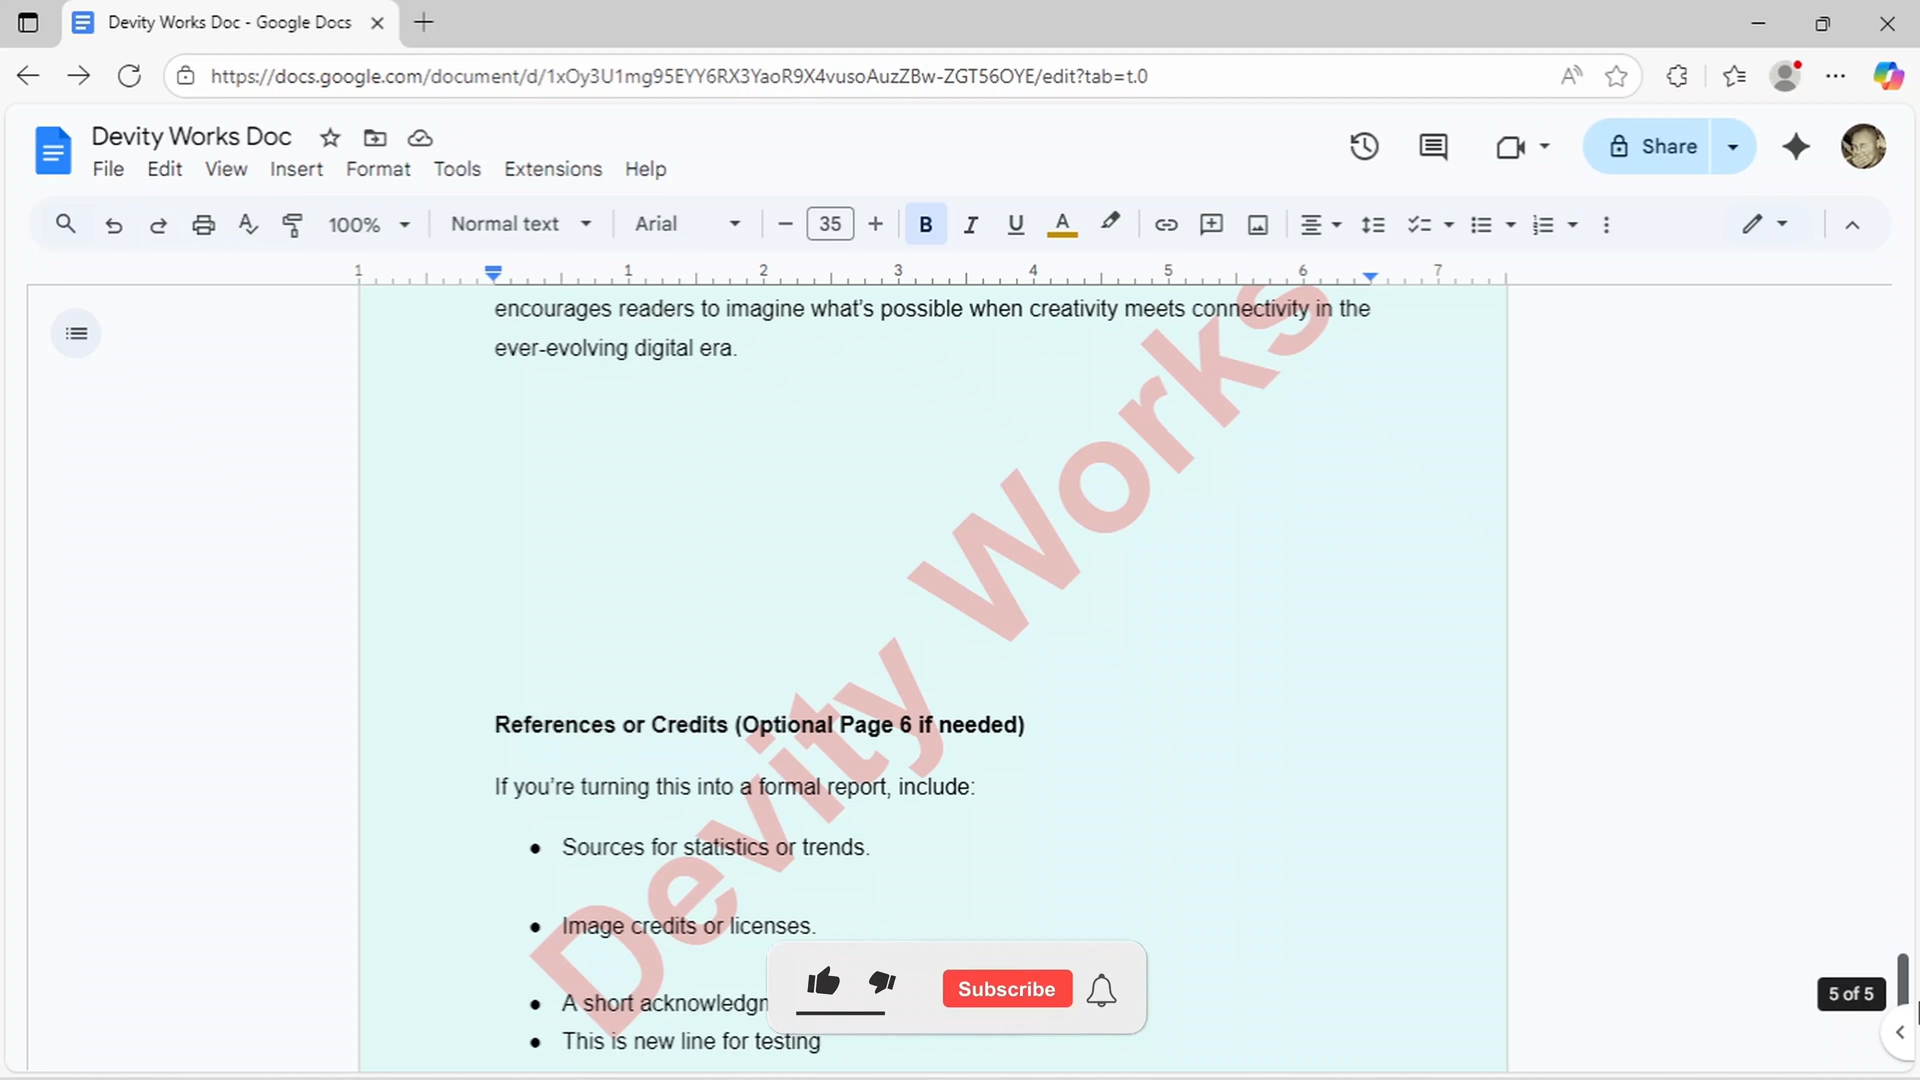 Devity Works Doc - Google Docs
https://docs.google.com/document/d/1xOy3U1mg95EYY6RX3YaoR9X4vusoAuzZBw-ZGT56OYE/edit?tab=t.0
Devity Works Doc
Share
File Edit View Insert Format Tools Extensions Help
100% Normal text Arial 35 B I U A
1 1 2 3 4 5 6 7
encourages readers to imagine what's possible when creativity meets connectivity in the
ever-evolving digital era.
Devity Works
References or Credits (Optional Page 6 if needed)
If you're turning this into a formal report, include:
● Sources for statistics or trends.
● Image credits or licenses.
Subscribe
5 of 5
● A short
● This is new line for testing